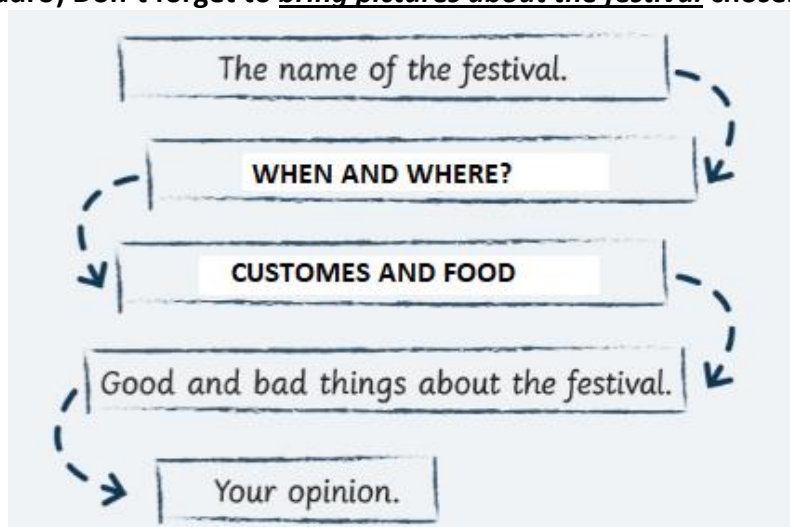 Don't forget to bring pictures about the festival
The name of the festival.
WHEN AND WHERE?
CUSTOMES AND FOOD
Good and bad things about the festival.
Your opinion.